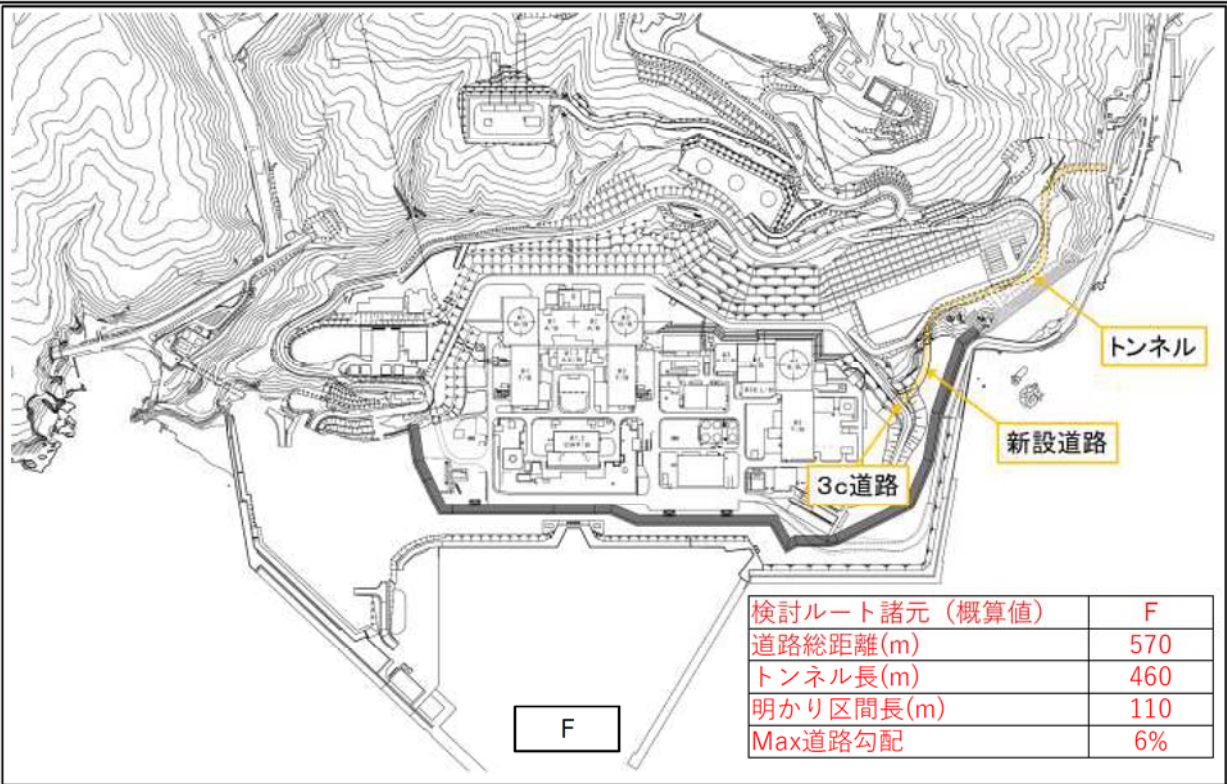 トンネル
新設道路
3c道路
検討ルート諸元（概算値） F
道路総距離(m) 570
トンネル長(m) 460
明かり区間長(m) 110
Max道路勾配 6%
F